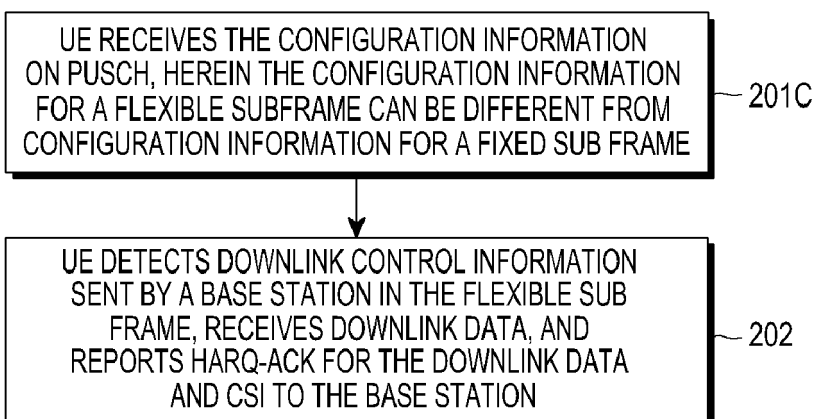 UE RECEIVES THE CONFIGURATION INFORMATION
ON PUSCH, HEREIN THE CONFIGURATION INFORMATION
FOR A FLEXIBLE SUBFRAME CAN BE DIFFERENT FROM
CONFIGURATION INFORMATION FOR A FIXED SUB FRAME
201C
UE DETECTS DOWNLINK CONTROL INFORMATION
SENT BY A BASE STATION IN THE FLEXIBLE SUB
FRAME, RECEIVES DOWNLINK DATA, AND
REPORTS HARQ-ACK FOR THE DOWNLINK DATA
AND CSI TO THE BASE STATION
202